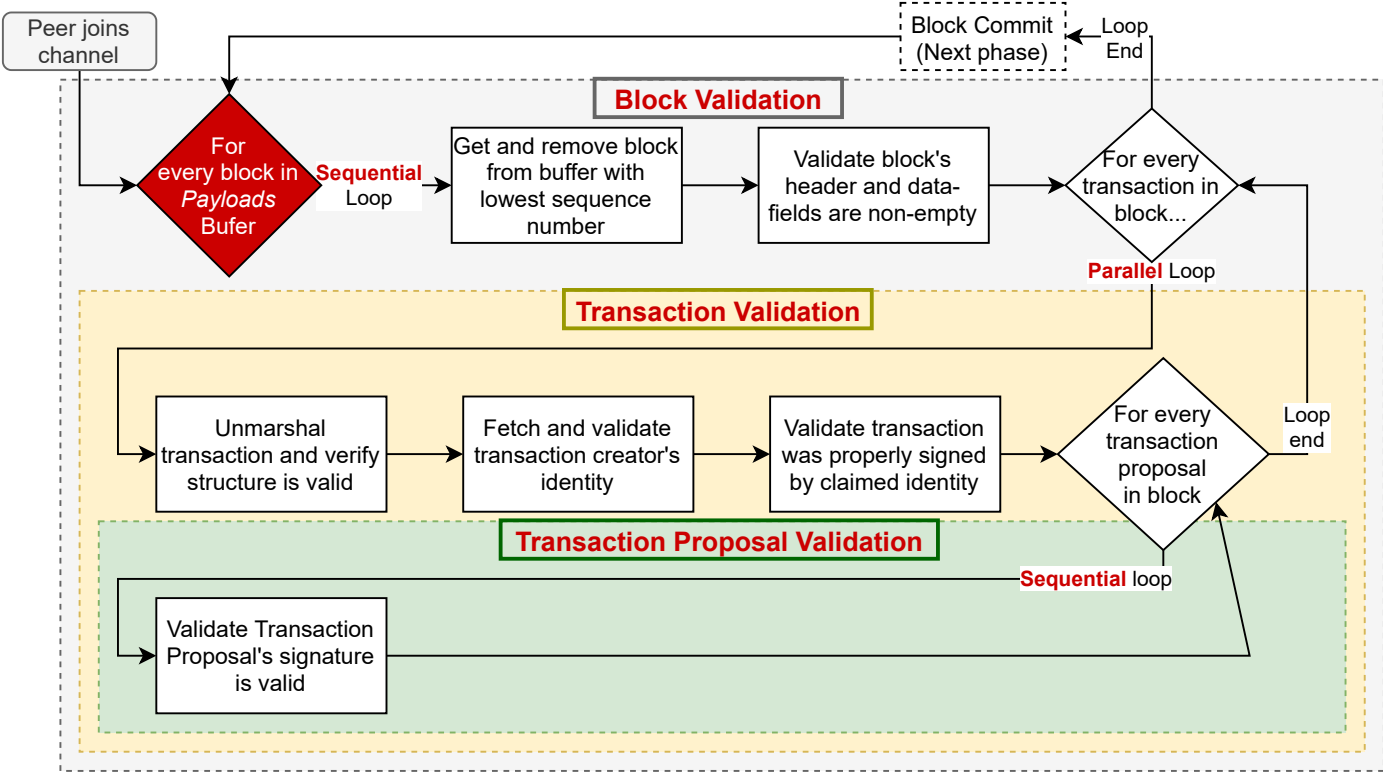 Peer joins
channel
Block Commit
(Next phase)
Loop
End
Block Validation
For
every block in
Payloads
Bufer
Sequential
Loop
Get and remove block
from buffer with
lowest sequence
number
Validate block's
header and data-
fields are non-empty
For every
transaction in
block...
Parallel Loop
Transaction Validation
Unmarshal
transaction and verify
structure is valid
Fetch and validate
transaction creator's
identity
Validate transaction
was properly signed
by claimed identity
For every
transaction
proposal
in block
Loop
end
Transaction Proposal Validation
Sequential loop
Validate Transaction
Proposal's signature
is valid